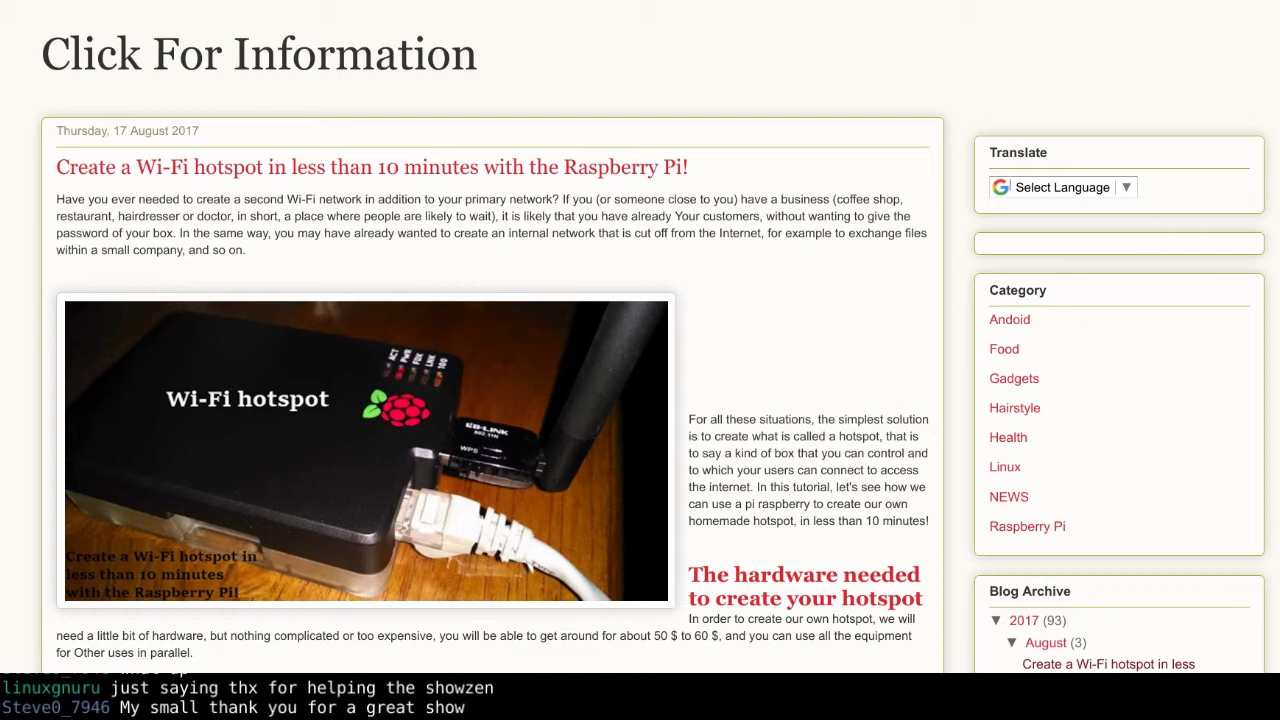 Click For Information
Thursday, 17 August 2017
Create a Wi-Fi hotspot in less than 10 minutes with the Raspberry Pi!
Have you ever needed to create a second Wi-Fi network in addition to your primary network? If you (or someone close to you) have a business (coffee shop,
restaurant, hairdresser or doctor, in short, a place where people are likely to wait), it is likely that you have already Your customers, without wanting to give the
password of your box. In the same way, you may have already wanted to create an internal network that is cut off from the Internet, for example to exchange files
within a small company, and so on.
ACT
PWR
FDX
LNK
100
Wi-Fi hotspot
LB-LINK
802.11N
WPS
Create a Wi-Fi hotspot in
less than 10 minutes
with the Raspberry Pi!
For all these situations, the simplest solution
is to create what is called a hotspot, that is
to say a kind of box that you can control and
to which your users can connect to access
the internet. In this tutorial, let's see how we
can use a pi raspberry to create our own
homemade hotspot, in less than 10 minutes!
The hardware needed
to create your hotspot
In order to create our own hotspot, we will
need a little bit of hardware, but nothing complicated or too expensive, you will be able to get around for about 50 $ to 60 $, and you can use all the equipment
for Other uses in parallel.
Translate
Select Language ▼
Category
Andoid
Food
Gadgets
Hairstyle
Health
Linux
NEWS
Raspberry Pi
Blog Archive
▼ 2017 (93)
▼ August (3)
Create a Wi-Fi hotspot in less
linuxgnuru just saying thx for helping the showzen
Steve0_7946 My small thank you for a great show